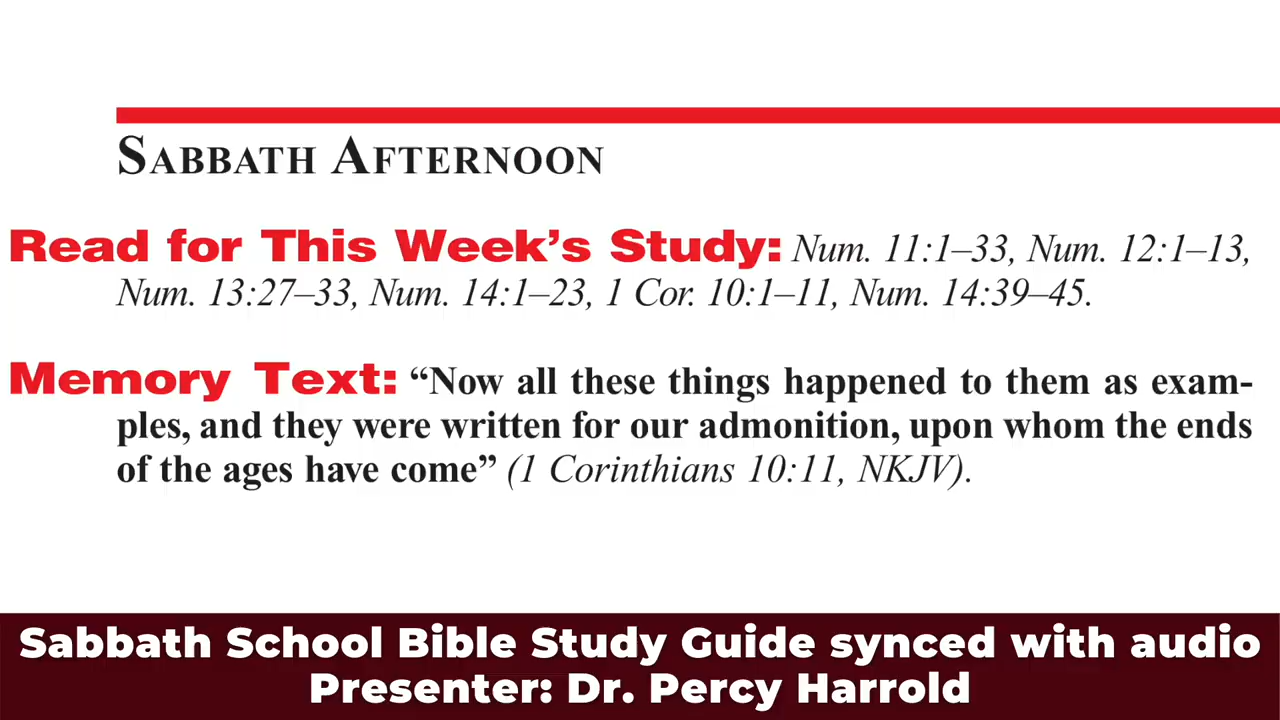 SABBATH AFTERNOON
Read for This Week’s Study: Num. 11:1–33, Num. 12:1–13,
Num. 13:27–33, Num. 14:1–23, 1 Cor. 10:1–11, Num. 14:39–45.
Memory Text: “Now all these things happened to them as exam-
ples, and they were written for our admonition, upon whom the ends
of the ages have come” (1 Corinthians 10:11, NKJV).
Sabbath School Bible Study Guide synced with audio
Presenter: Dr. Percy Harrold